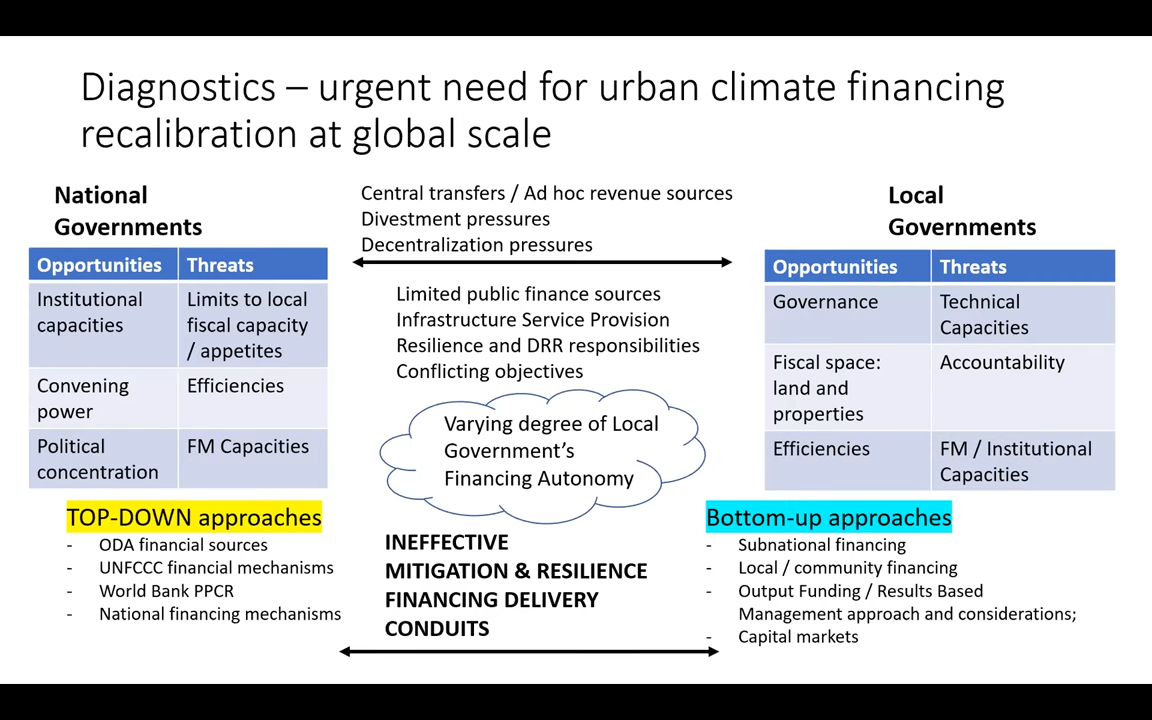 Diagnostics – urgent need for urban climate financing
recalibration at global scale
National
Governments
Opportunities
Threats
Institutional
capacities
Limits to local
fiscal capacity
/ appetites
Convening
power
Efficiencies
Political
concentration
FM Capacities
TOP-DOWN approaches
- ODA financial sources
- UNFCCC financial mechanisms
- World Bank PPCR
- National financing mechanisms
Central transfers / Ad hoc revenue sources
Divestment pressures
Decentralization pressures
Limited public finance sources
Infrastructure Service Provision
Resilience and DRR responsibilities
Conflicting objectives
Varying degree of Local
Government’s
Financing Autonomy
INEFFECTIVE
MITIGATION & RESILIENCE
FINANCING DELIVERY
CONDUITS
Local
Governments
Opportunities
Threats
Governance
Technical
Capacities
Fiscal space:
land and
properties
Accountability
Efficiencies
FM / Institutional
Capacities
Bottom-up approaches
- Subnational financing
- Local / community financing
- Output Funding / Results Based
Management approach and considerations;
- Capital markets